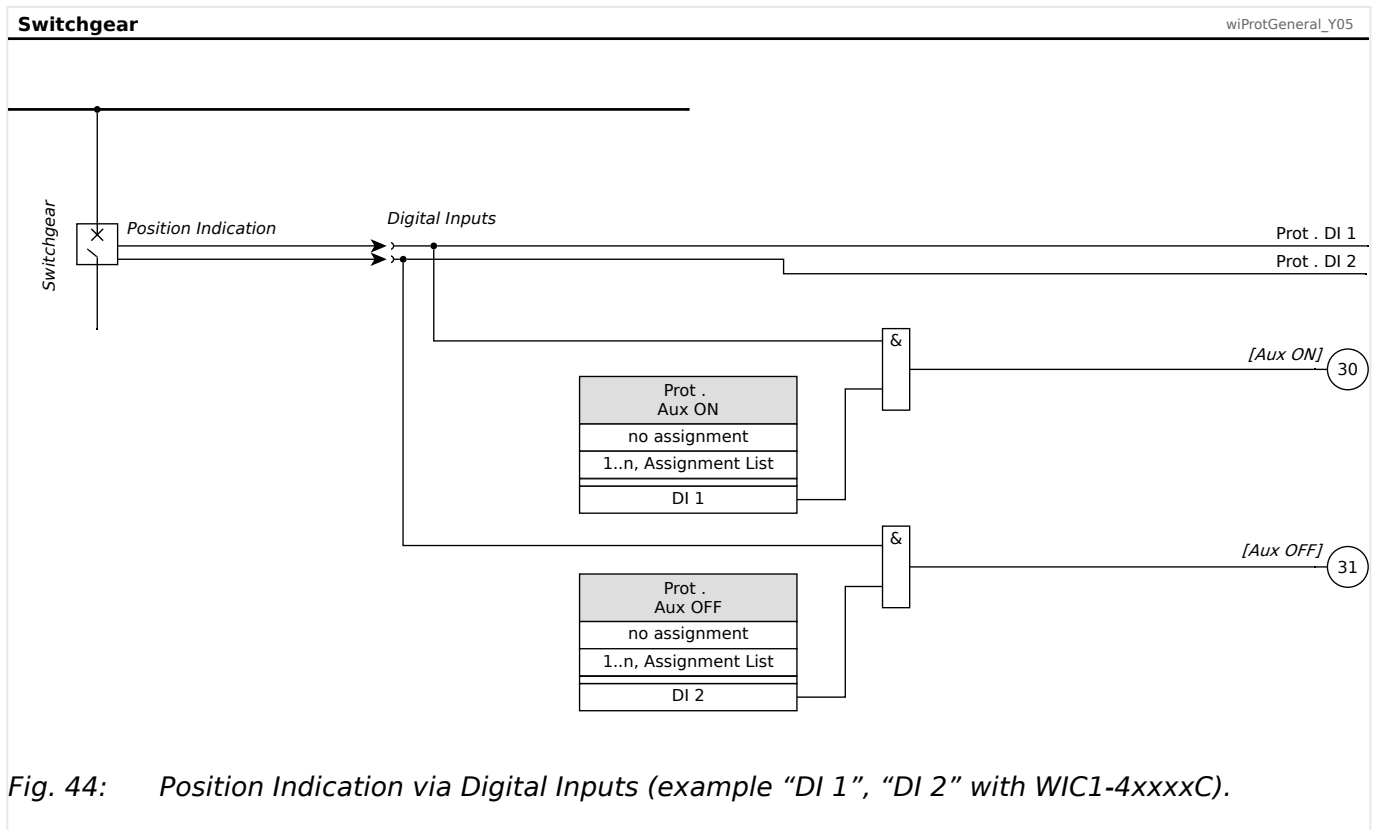 Switchgear
wiProtGeneral_Y05
Switchgear
Position Indication
Digital Inputs
Prot . DI 1
Prot . DI 2
&
[Aux ON]
30
Prot .
Aux ON
no assignment
1..n, Assignment List
DI 1
&
[Aux OFF]
31
Prot .
Aux OFF
no assignment
1..n, Assignment List
DI 2
Fig. 44: Position Indication via Digital Inputs (example “DI 1”, “DI 2” with WIC1-4xxxxC).